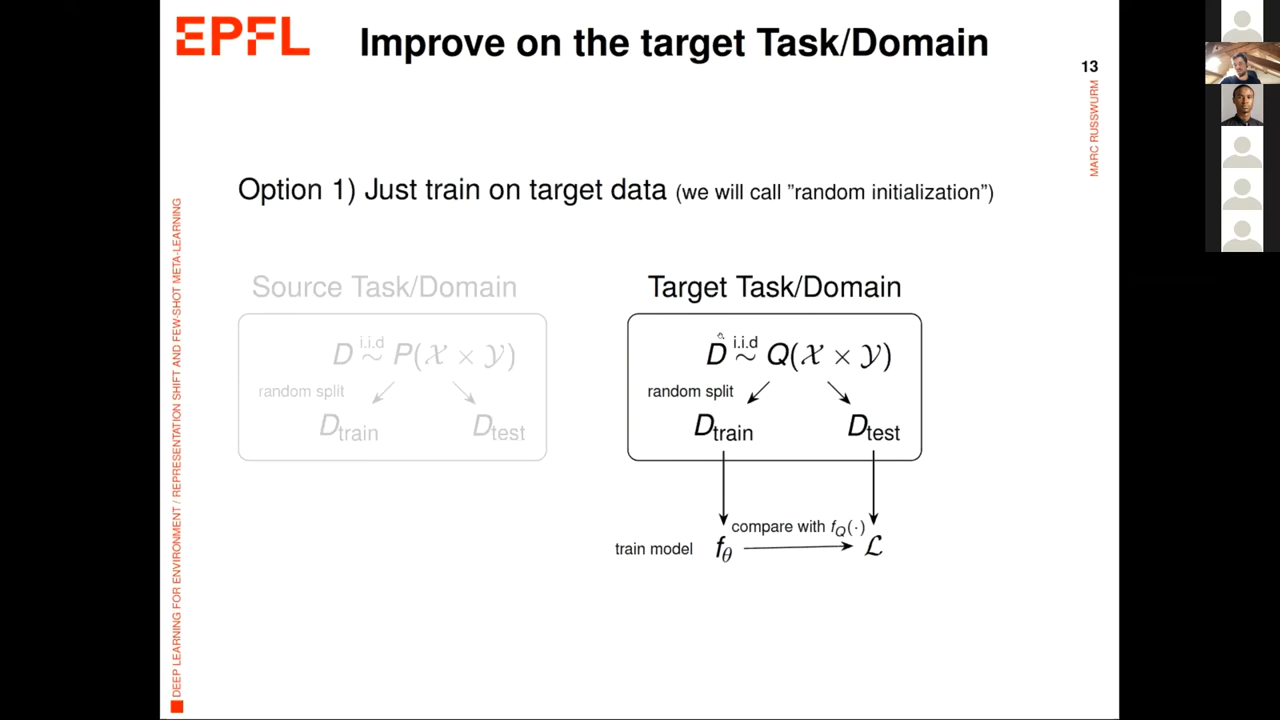 EPFL
Improve on the target Task/Domain
13
MARC RUSSWURM
DEEP LEARNING FOR ENVIRONMENT / REPRESENTATION SHIFT AND FEW-SHOT META-LEARNING
Option 1) Just train on target data (we will call ”random initialization”)
Source Task/Domain
D i.i.d ∼ P(𝒳 × 𝒴)
random split
D_train D_test
Target Task/Domain
D i.i.d ∼ Q(𝒳 × 𝒴)
random split
D_train D_test
compare with f_Q(·)
train model f_θ ℒ